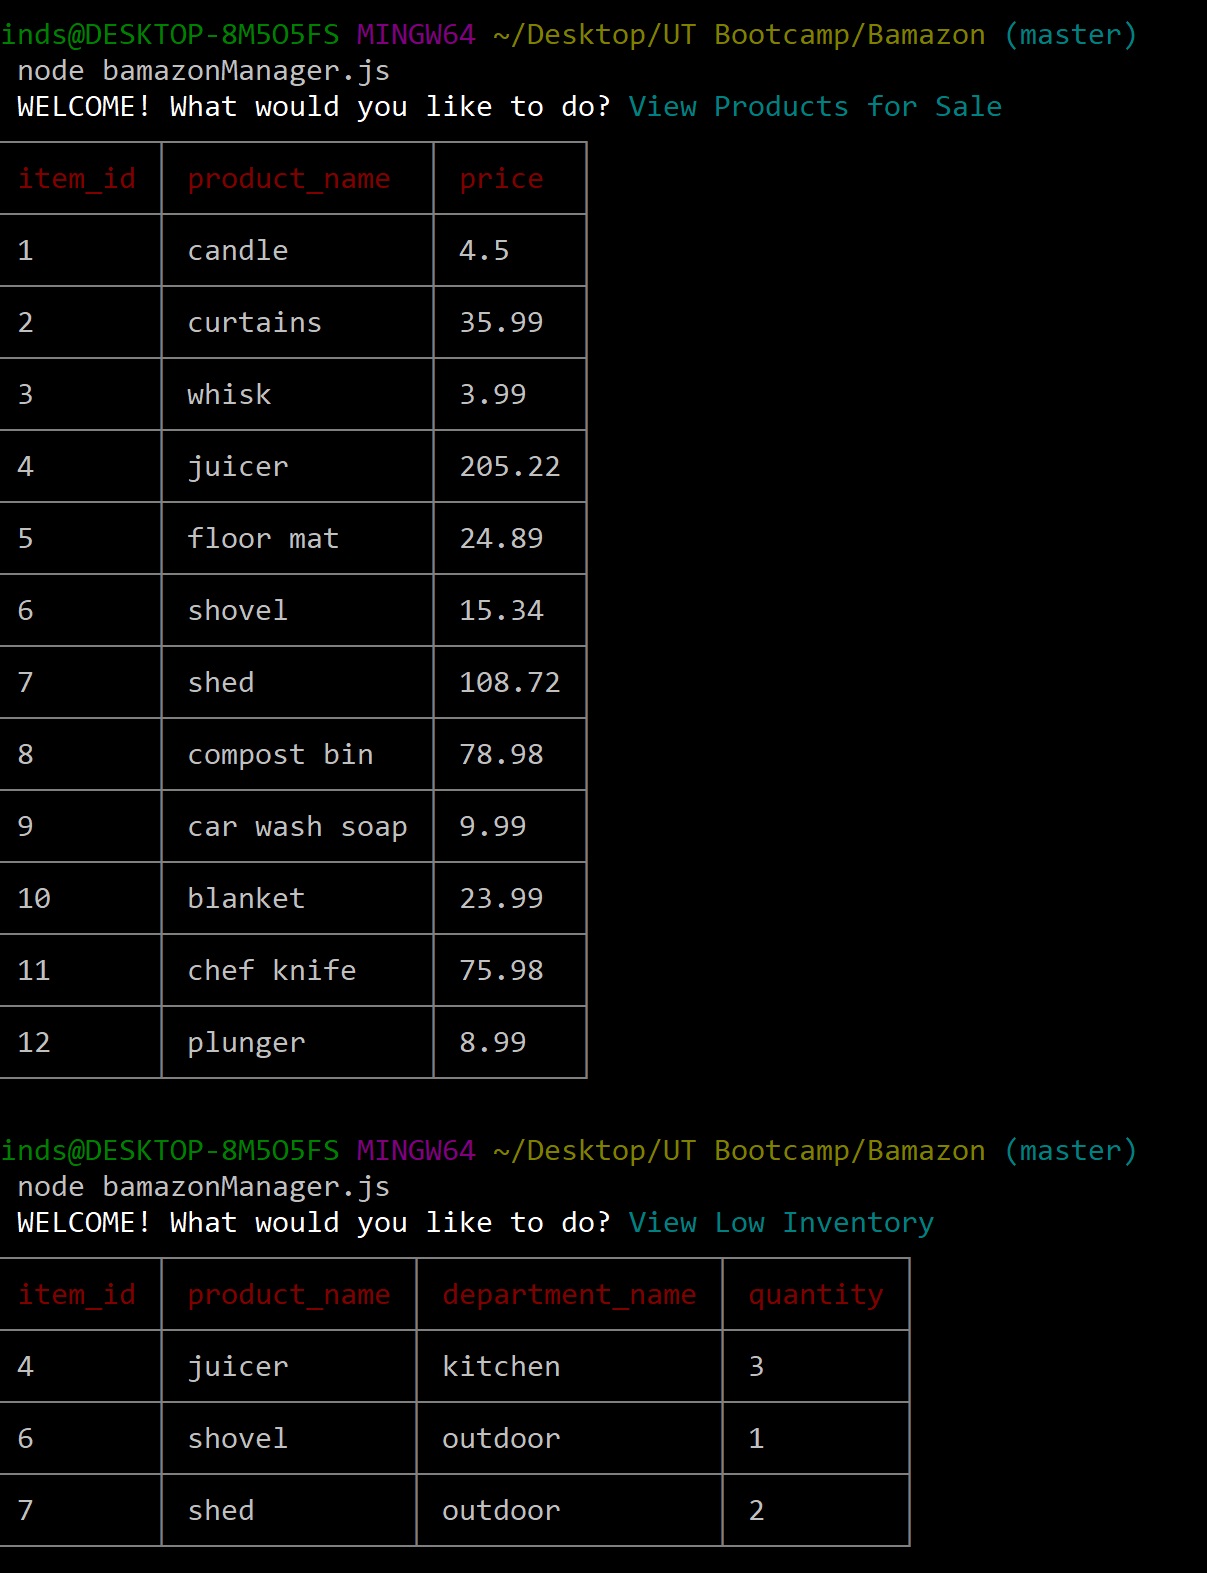 inds@DESKTOP-8M5O5FS MINGW64 ~/Desktop/UT Bootcamp/Bamazon (master)
node bamazonManager.js
WELCOME! What would you like to do? View Products for Sale
item_id product_name price
1 candle 4.5
2 curtains 35.99
3 whisk 3.99
4 juicer 205.22
5 floor mat 24.89
6 shovel 15.34
7 shed 108.72
8 compost bin 78.98
9 car wash soap 9.99
10 blanket 23.99
11 chef knife 75.98
12 plunger 8.99
inds@DESKTOP-8M5O5FS MINGW64 ~/Desktop/UT Bootcamp/Bamazon (master)
node bamazonManager.js
WELCOME! What would you like to do? View Low Inventory
item_id product_name department_name quantity
4 juicer kitchen 3
6 shovel outdoor 1
7 shed outdoor 2